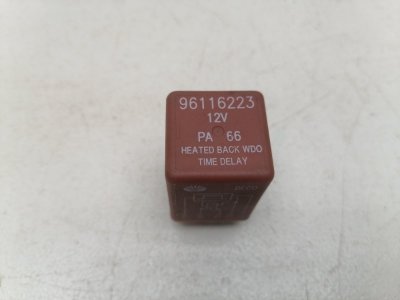 96116223
12V
PA 66
HEATED BACK WDO
TIME DELAY